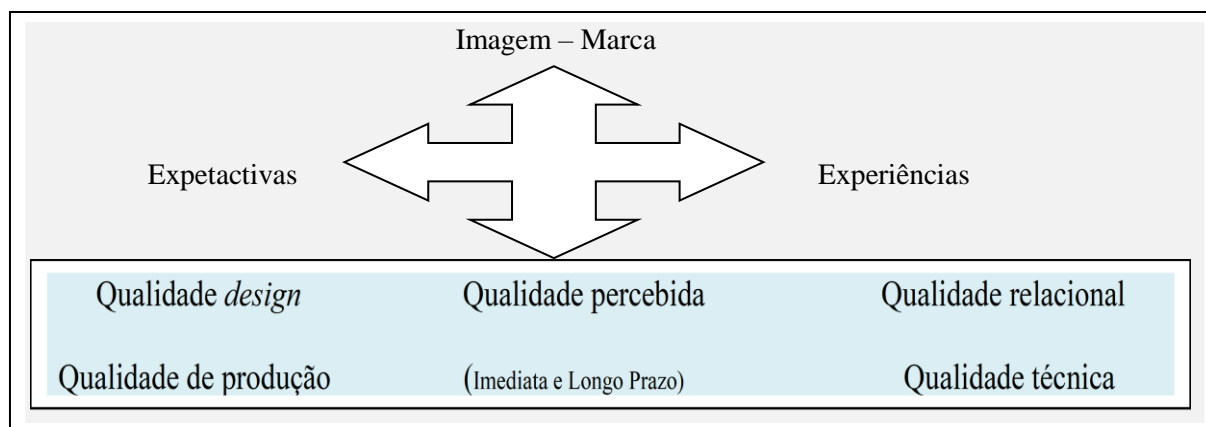 Imagem – Marca
Expetactivas
Experiências
Qualidade design
Qualidade percebida
Qualidade relacional
Qualidade de produção
(Imediata e Longo Prazo)
Qualidade técnica